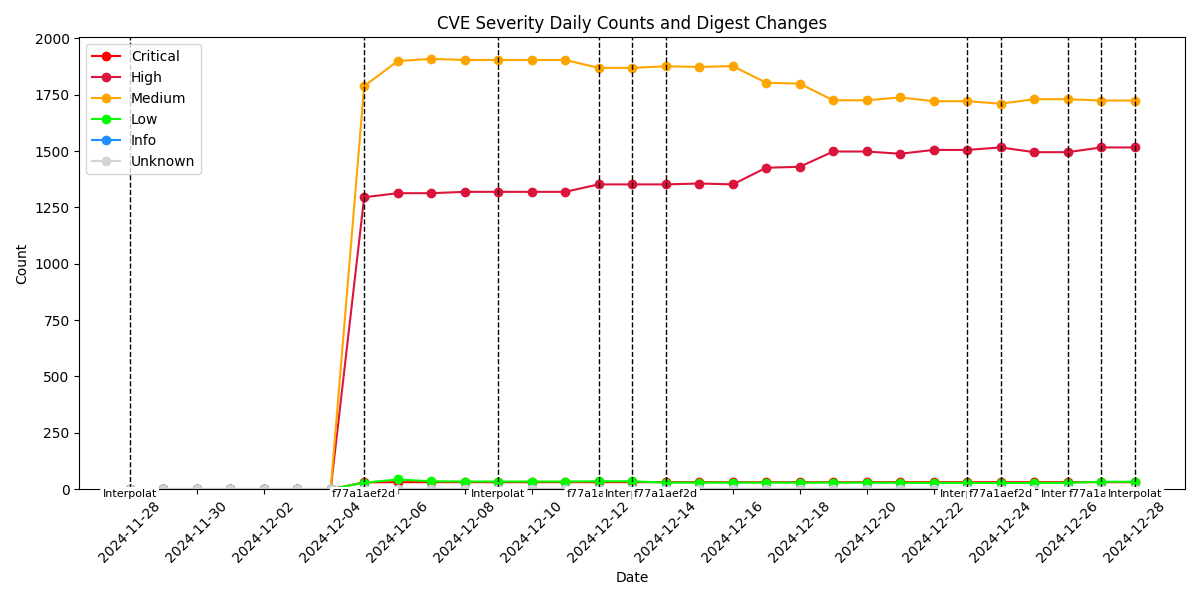 CVE Severity Daily Counts and Digest Changes
2000
1750
1500
1250
1000
750
500
250
0
Count
Critical
High
Medium
Low
Info
Unknown
Interpolat
f77a1aef2d
Interpolat
f77a1a
Inter
f77a1aef2d
Inter
f77a1aef2d
Inter
f77a1a
Interpolat
2024-11-28
2024-11-30
2024-12-02
2024-12-04
2024-12-06
2024-12-08
2024-12-10
2024-12-12
2024-12-14
2024-12-16
2024-12-18
2024-12-20
2024-12-22
2024-12-24
2024-12-26
2024-12-28
Date